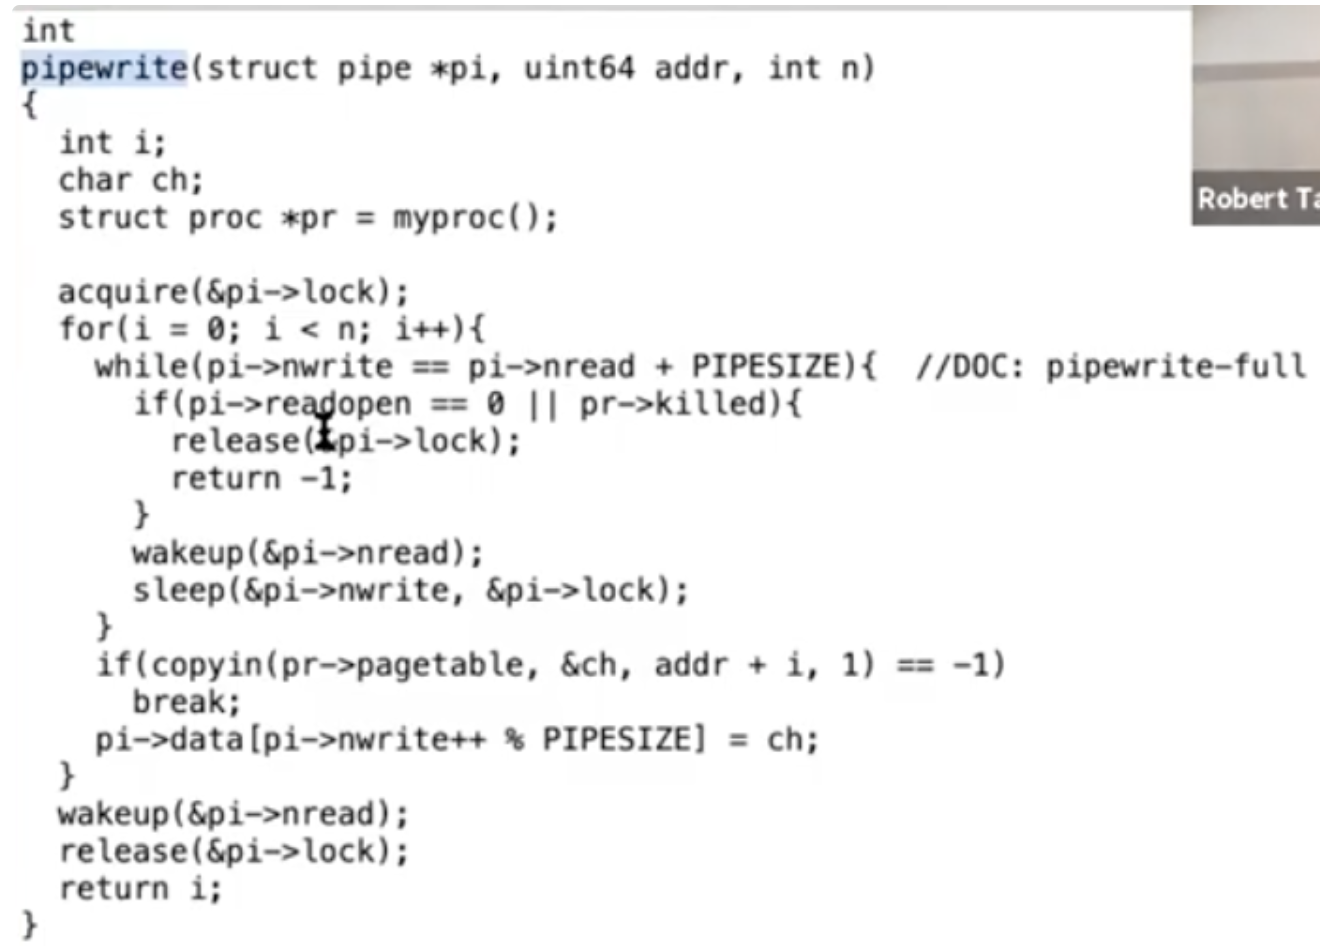 int
pipewrite(struct pipe *pi, uint64 addr, int n)
{
  int i;
  char ch;
  struct proc *pr = myproc();
Robert Ta

  acquire(&pi->lock);
  for(i = 0; i < n; i++){
    while(pi->nwrite == pi->nread + PIPESIZE){  //DOC: pipewrite-full
      if(pi->readopen == 0 || pr->killed){
        release(&pi->lock);
        return -1;
      }
      wakeup(&pi->nread);
      sleep(&pi->nwrite, &pi->lock);
    }
    if(copyin(pr->pagetable, &ch, addr + i, 1) == -1)
      break;
    pi->data[pi->nwrite++ % PIPESIZE] = ch;
  }
  wakeup(&pi->nread);
  release(&pi->lock);
  return i;
}